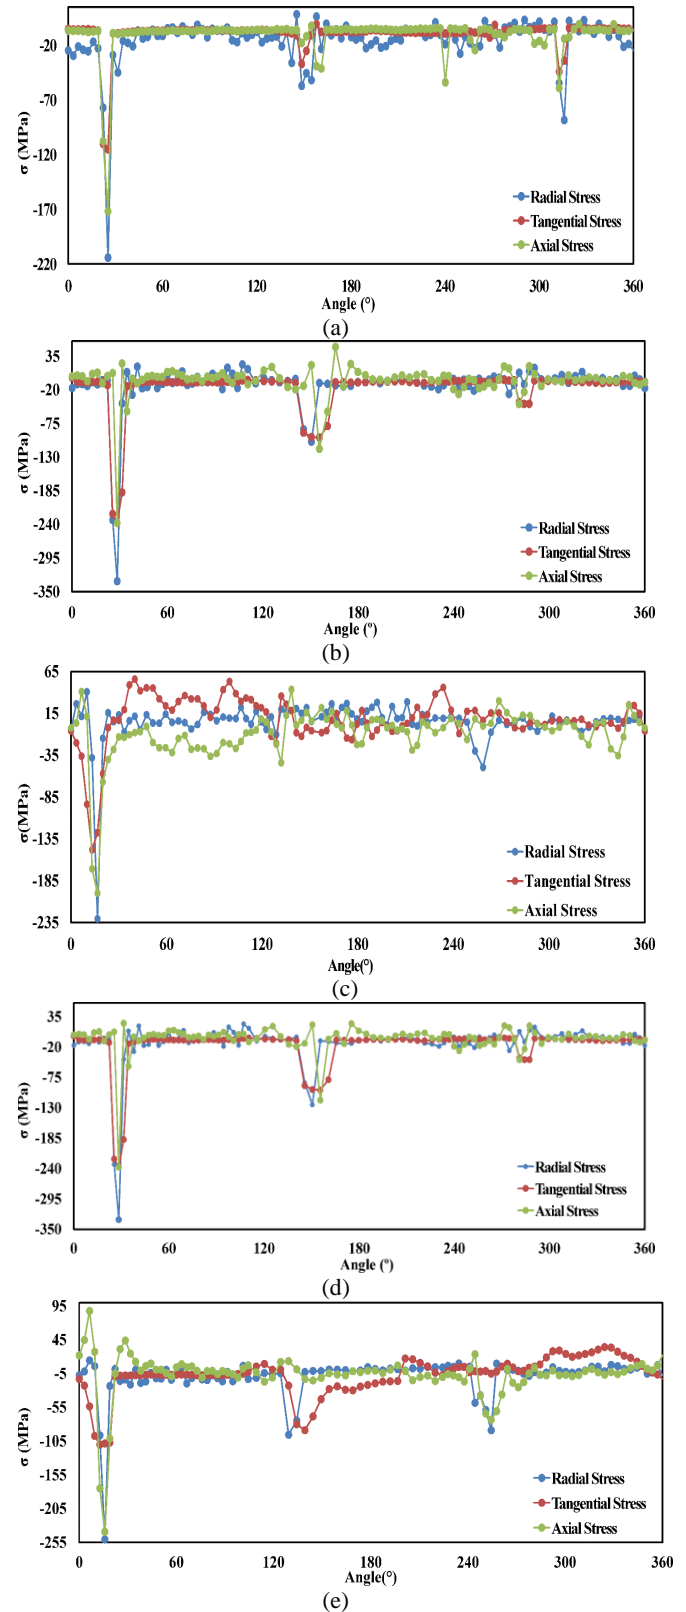 -20
-70
-120
-170
-220
σ (MPa)
Radial Stress
Tangential Stress
Axial Stress
0 60 120 180 240 300 360
Angle (°)
(a)
35
-20
-75
-130
-185
-240
-295
-350
σ (MPa)
Radial Stress
Tangential Stress
Axial Stress
0 60 120 180 240 300 360
Angle (°)
(b)
65
15
-35
-85
-135
-185
-235
σ(MPa)
Radial Stress
Tangential Stress
Axial Stress
0 60 120 180 240 300 360
Angle(°)
(c)
35
-20
-75
-130
-185
-240
-295
-350
σ (MPa)
Radial Stress
Tangential Stress
Axial Stress
0 60 120 180 240 300 360
Angle (°)
(d)
95
45
-5
-55
-105
-155
-205
-255
σ (MPa)
Radial Stress
Tangential Stress
Axial Stress
0 60 120 180 240 300 360
Angle(°)
(e)